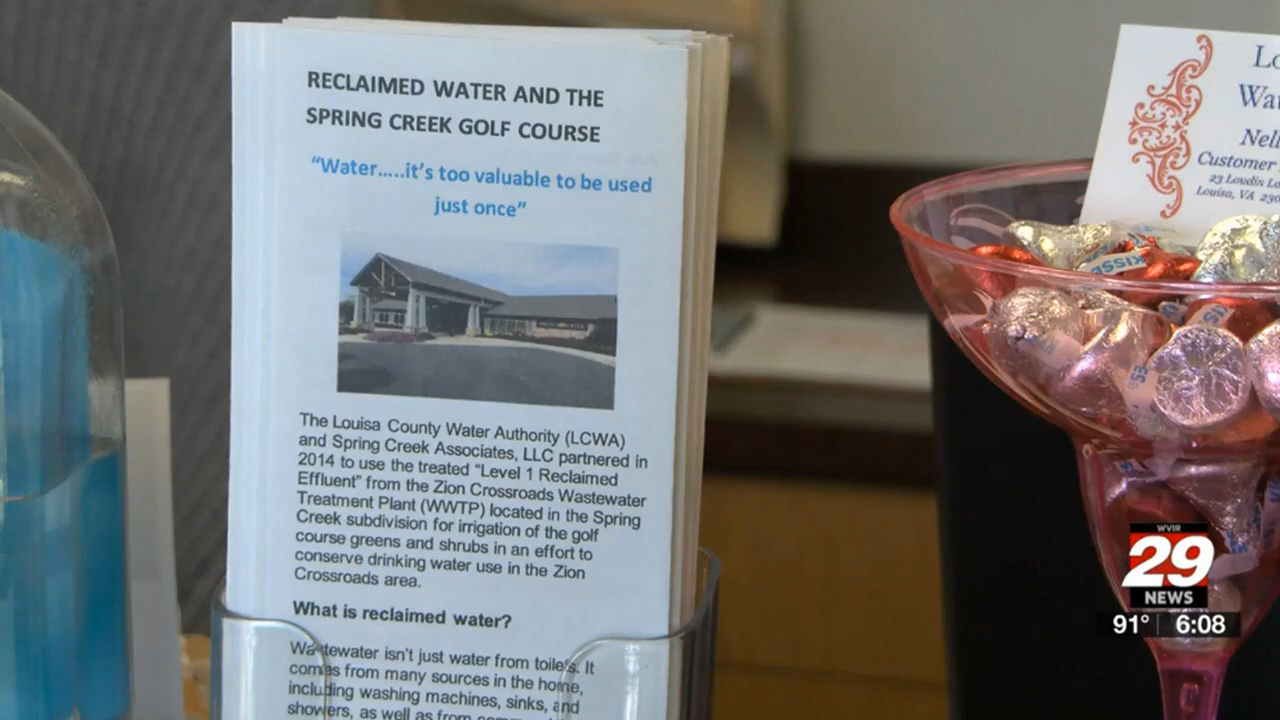 RECLAIMED WATER AND THE
SPRING CREEK GOLF COURSE
“Water.....it’s too valuable to be used
just once”
The Louisa County Water Authority (LCWA)
and Spring Creek Associates, LLC partnered in
2014 to use the treated “Level 1 Reclaimed
Effluent” from the Zion Crossroads Wastewater
Treatment Plant (WWTP) located in the Spring
Creek subdivision for irrigation of the golf
course greens and shrubs in an effort to
conserve drinking water use in the Zion
Crossroads area.
What is reclaimed water?
Wastewater isn’t just water from toilets. It
comes from many sources in the home,
including washing machines, sinks, and
showers, as well as from
Customer
23 Loudin
Louisa, VA
KISSE
WVIR
29
NEWS
91° 6:08